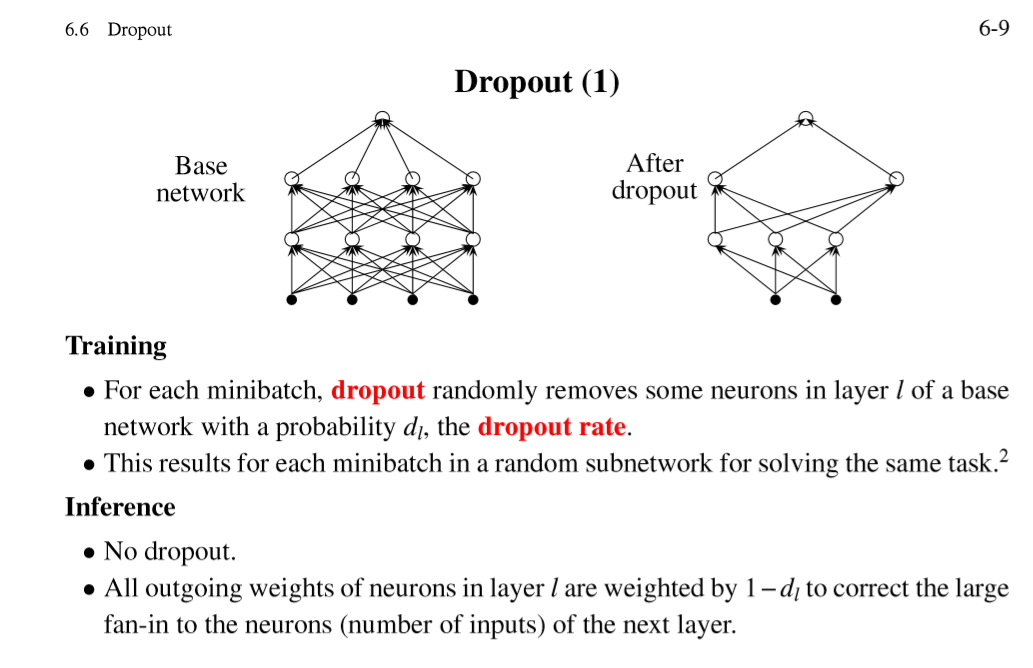 6.6 Dropout 6-9
Dropout (1)
Base
network
After
dropout
Training
• For each minibatch, dropout randomly removes some neurons in layer l of a base
network with a probability dₗ, the dropout rate.
• This results for each minibatch in a random subnetwork for solving the same task.²
Inference
• No dropout.
• All outgoing weights of neurons in layer l are weighted by 1−dₗ to correct the large
fan-in to the neurons (number of inputs) of the next layer.